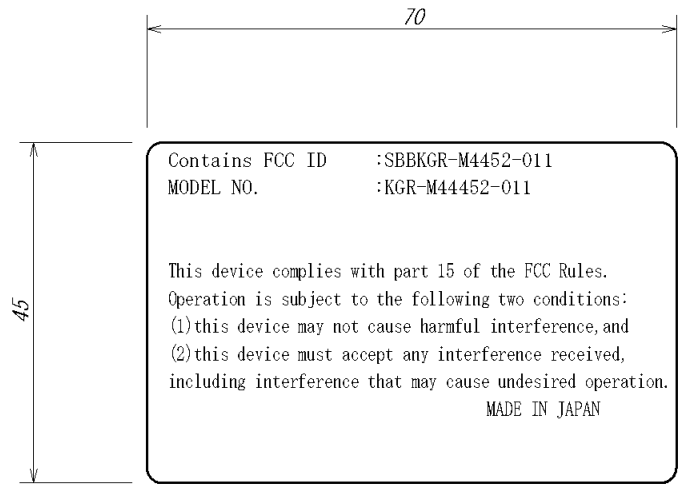 70
Contains FCC ID :SBBKGR-M4452-011
MODEL NO. :KGR-M44452-011
45
This device complies with part 15 of the FCC Rules.
Operation is subject to the following two conditions:
(1)this device may not cause harmful interference,and
(2)this device must accept any interference received,
including interference that may cause undesired operation.
MADE IN JAPAN